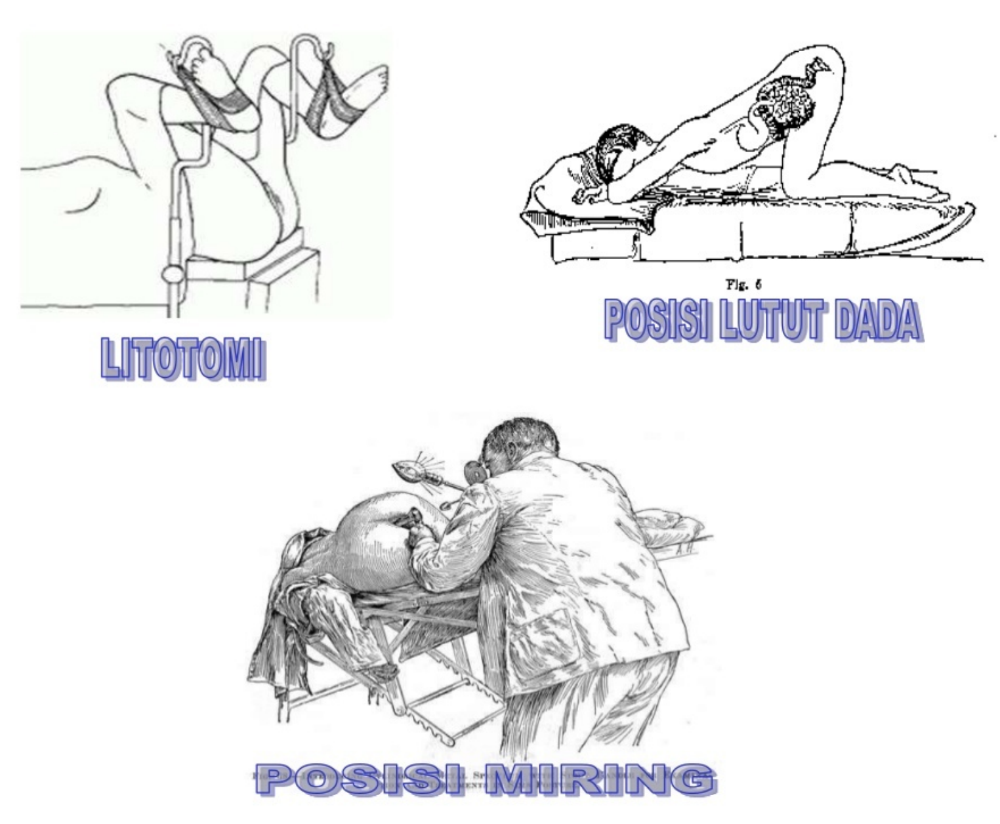 Fig. 5
POSISI LUTUT DADA
LITOTOMI
A.H.
POSISI MIRING